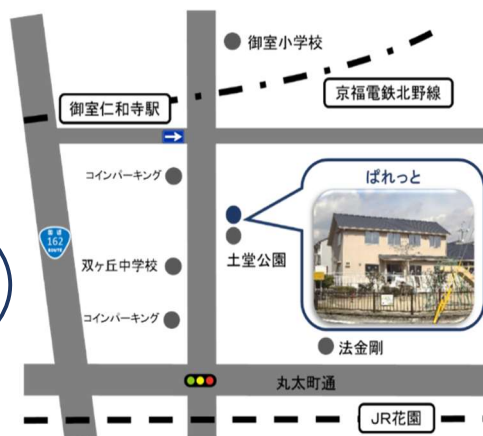 御室小学校
京福電鉄北野線
御室仁和寺駅
コインパーキング
ぱれっと
国道
162
ROUTE
双ヶ丘中学校
土堂公園
コインパーキング
法金剛
丸太町通
JR花園